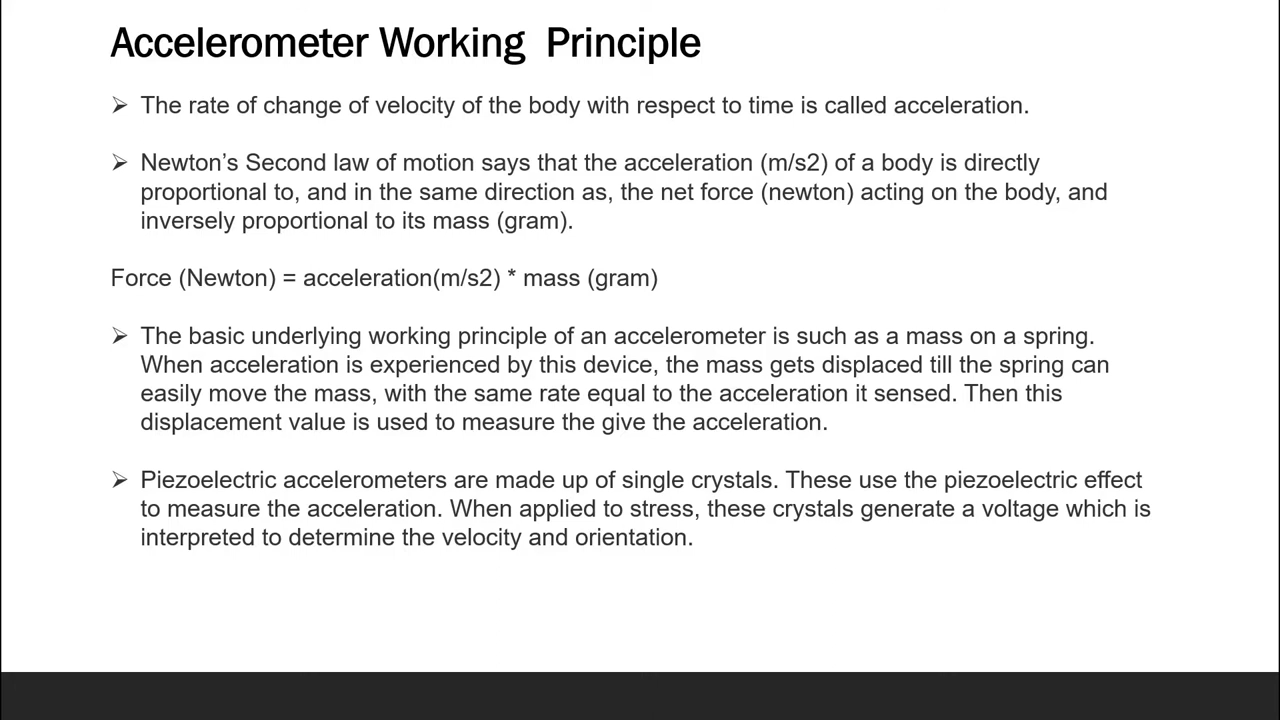 Accelerometer Working  Principle
➢ The rate of change of velocity of the body with respect to time is called acceleration.
➢ Newton’s Second law of motion says that the acceleration (m/s2) of a body is directly
proportional to, and in the same direction as, the net force (newton) acting on the body, and
inversely proportional to its mass (gram).
Force (Newton) = acceleration(m/s2) * mass (gram)
➢ The basic underlying working principle of an accelerometer is such as a mass on a spring.
When acceleration is experienced by this device, the mass gets displaced till the spring can
easily move the mass, with the same rate equal to the acceleration it sensed. Then this
displacement value is used to measure the give the acceleration.
➢ Piezoelectric accelerometers are made up of single crystals. These use the piezoelectric effect
to measure the acceleration. When applied to stress, these crystals generate a voltage which is
interpreted to determine the velocity and orientation.